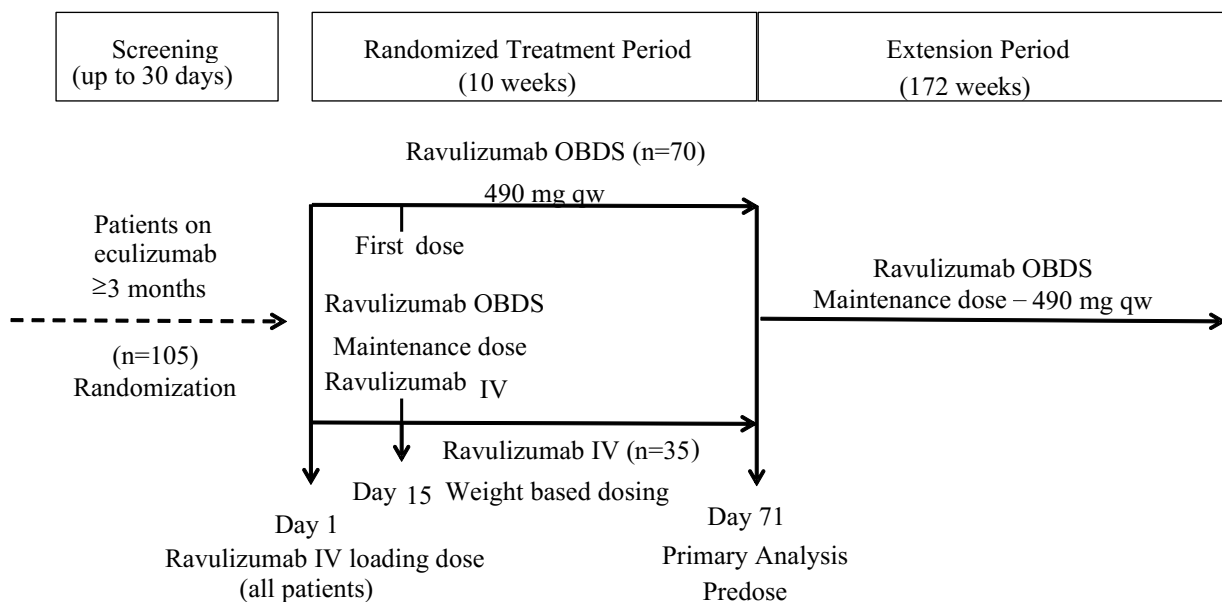 Screening
(up to 30 days)
Randomized Treatment Period
(10 weeks)
Extension Period
(172 weeks)
Ravulizumab OBDS (n=70)
490 mg qw
Patients on
eculizumab
≥3 months
(n=105)
Randomization
First dose
Ravulizumab OBDS
Maintenance dose
Ravulizumab IV
Ravulizumab OBDS
Maintenance dose – 490 mg qw
Ravulizumab IV (n=35)
Day 15 Weight based dosing
Day 1
Ravulizumab IV loading dose
(all patients)
Day 71
Primary Analysis
Predose